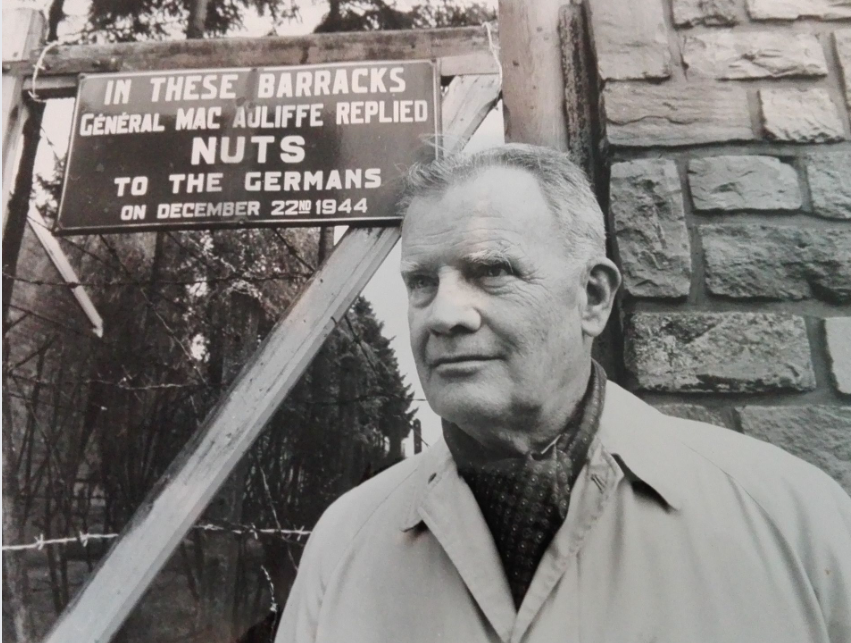 IN THESE BARRACKS
GÉNÉRAL MAC AULIFFE REPLIED
NUTS
TO THE GERMANS
ON DECEMBER 22ND 1944